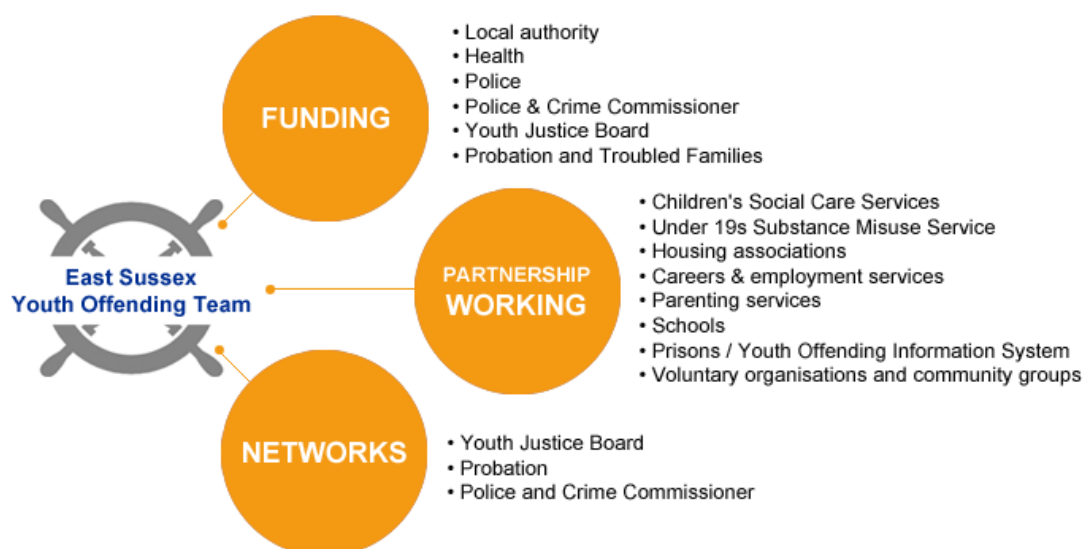 East Sussex
Youth Offending Team
FUNDING
• Local authority
• Health
• Police
• Police & Crime Commissioner
• Youth Justice Board
• Probation and Troubled Families
PARTNERSHIP
WORKING
• Children's Social Care Services
• Under 19s Substance Misuse Service
• Housing associations
• Careers & employment services
• Parenting services
• Schools
• Prisons / Youth Offending Information System
• Voluntary organisations and community groups
NETWORKS
• Youth Justice Board
• Probation
• Police and Crime Commissioner